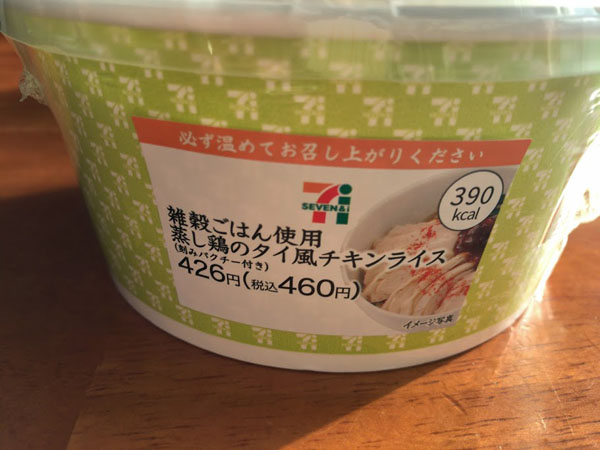 必ず温めてお召し上がりください
SEVEN&i
390
kcal
雑穀ごはん使用
蒸し鶏のタイ風チキンライス
(刻みパクチー付き)
426円(税込460円)
イメージ写真